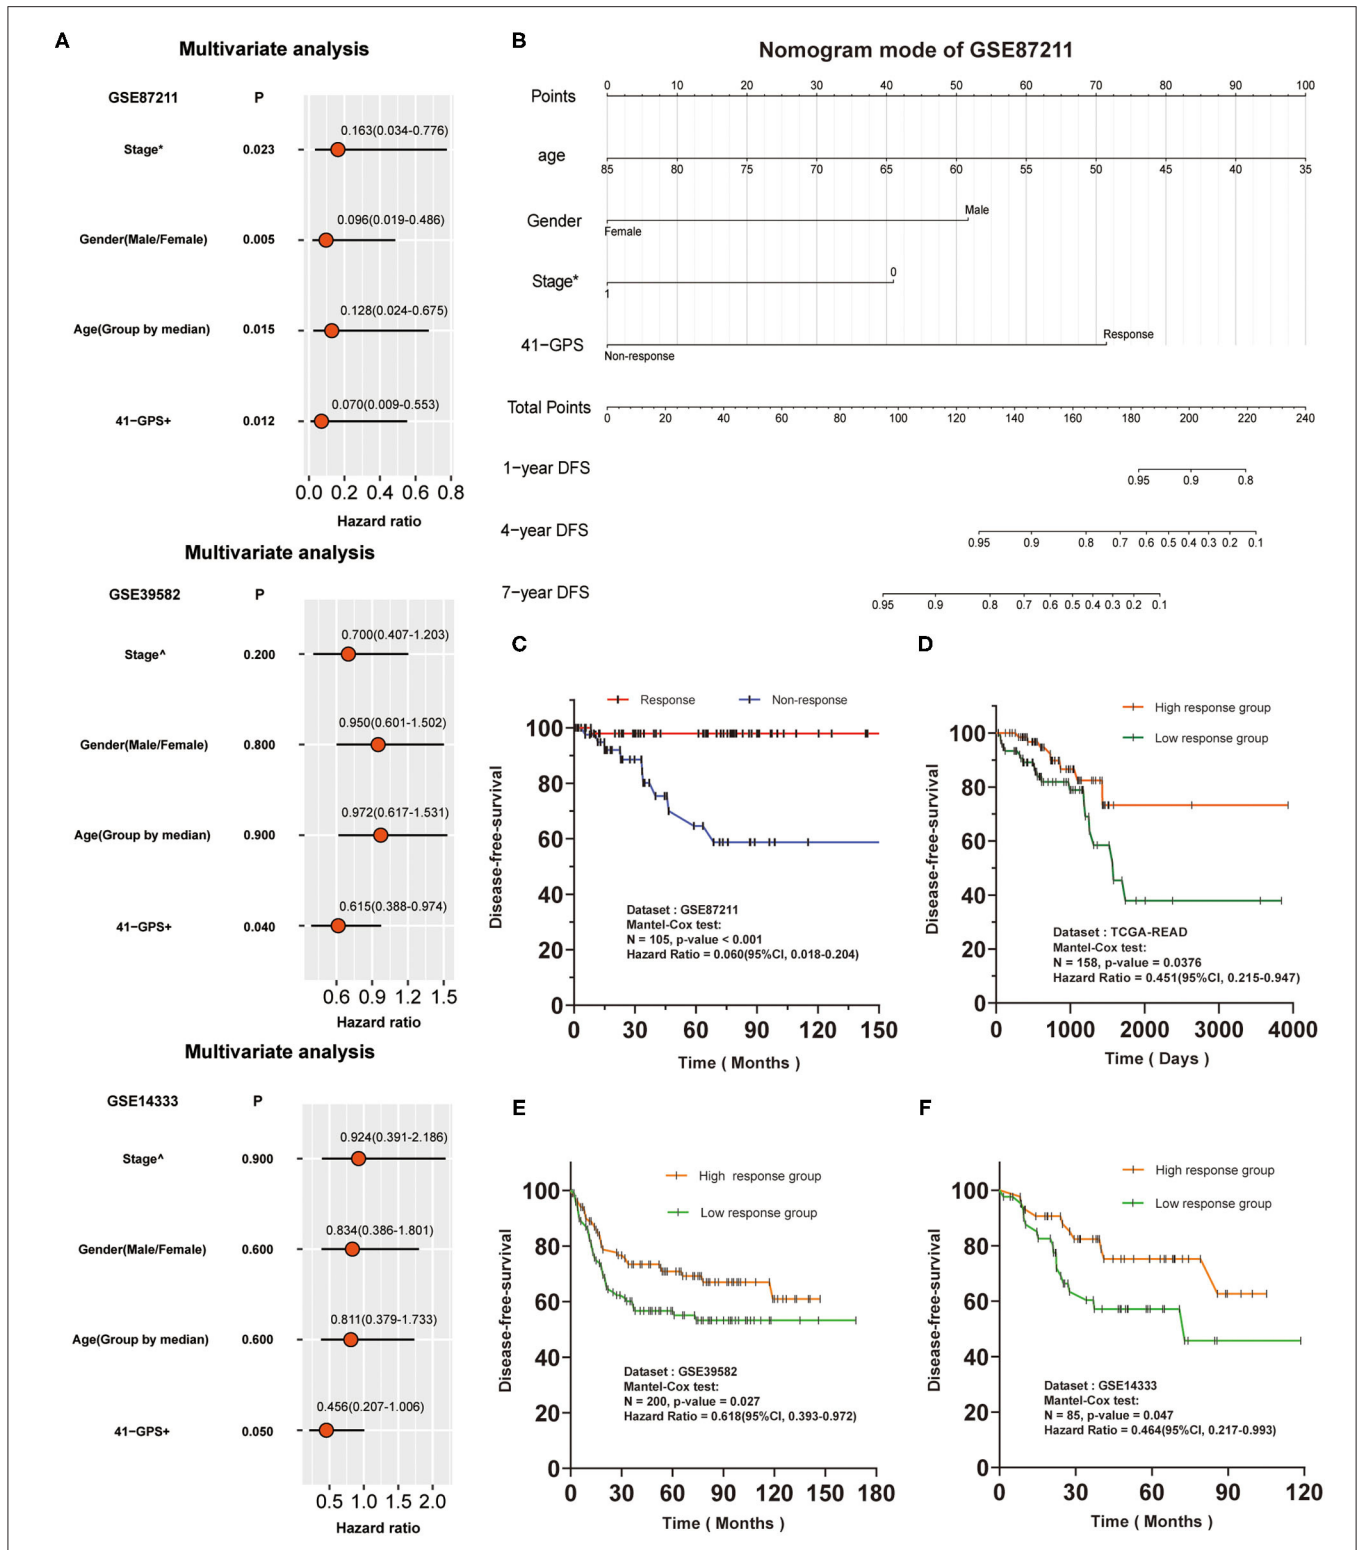 A
Multivariate analysis
GSE87211 P
Stage* 0.023 0.163(0.034-0.776)
Gender(Male/Female) 0.005 0.096(0.019-0.486)
Age(Group by median) 0.015 0.128(0.024-0.675)
41−GPS+ 0.012 0.070(0.009-0.553)
0.0 0.2 0.4 0.6 0.8
Hazard ratio
Multivariate analysis
GSE39582 P
Stage^ 0.200 0.700(0.407-1.203)
Gender(Male/Female) 0.800 0.950(0.601-1.502)
Age(Group by median) 0.900 0.972(0.617-1.531)
41−GPS+ 0.040 0.615(0.388-0.974)
0.6 0.9 1.2 1.5
Hazard ratio
Multivariate analysis
GSE14333 P
Stage^ 0.900 0.924(0.391-2.186)
Gender(Male/Female) 0.600 0.834(0.386-1.801)
Age(Group by median) 0.600 0.811(0.379-1.733)
41−GPS+ 0.050 0.456(0.207-1.006)
0.5 1.0 1.5 2.0
Hazard ratio
B
Nomogram mode of GSE87211
Points 0 10 20 30 40 50 60 70 80 90 100
age 85 80 75 70 65 60 55 50 45 40 35
Gender Female Male
Stage* 1 0
41−GPS Non−response Response
Total Points 0 20 40 60 80 100 120 140 160 180 200 220 240
1−year DFS 0.95 0.9 0.8
4−year DFS 0.95 0.9 0.8 0.7 0.6 0.5 0.4 0.3 0.2 0.1
7−year DFS 0.95 0.9 0.8 0.7 0.6 0.5 0.4 0.3 0.2 0.1
C
Response Non-response
Disease-free-survival
100
80
60
40
20
0
Dataset : GSE87211
Mantel-Cox test:
N = 105, p-value < 0.001
Hazard Ratio = 0.060(95%CI, 0.018-0.204)
0 30 60 90 120 150
Time ( Months )
D
High response group
Low response group
Disease-free-survival
100
80
60
40
20
0
Dataset : TCGA-READ
Mantel-Cox test:
N = 158, p-value = 0.0376
Hazard Ratio = 0.451(95%CI, 0.215-0.947)
0 1000 2000 3000 4000
Time ( Days )
E
High response group
Low response group
Disease-free-survival
100
80
60
40
20
0
Dataset : GSE39582
Mantel-Cox test:
N = 200, p-value = 0.027
Hazard Ratio = 0.618(95%CI, 0.393-0.972)
0 30 60 90 120 150 180
Time ( Months )
F
High response group
Low response group
Disease-free-survival
100
80
60
40
20
0
Dataset : GSE14333
Mantel-Cox test:
N = 85, p-value = 0.047
Hazard Ratio = 0.464(95%CI, 0.217-0.993)
0 30 60 90 120
Time ( Months )